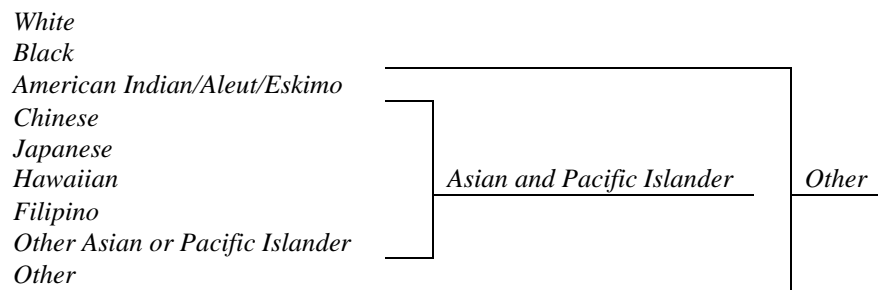 White
Black
American Indian/Aleut/Eskimo
Chinese
Japanese
Hawaiian Asian and Pacific Islander Other
Filipino
Other Asian or Pacific Islander
Other